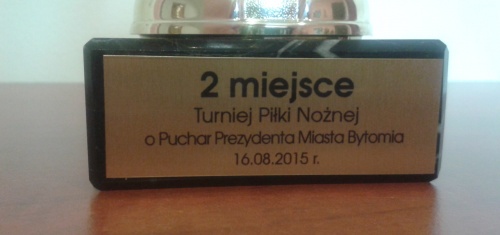 2 miejsce
Turniej Piłki Nożnej
o Puchar Prezydenta Miasta Bytomia
16.08.2015 r.